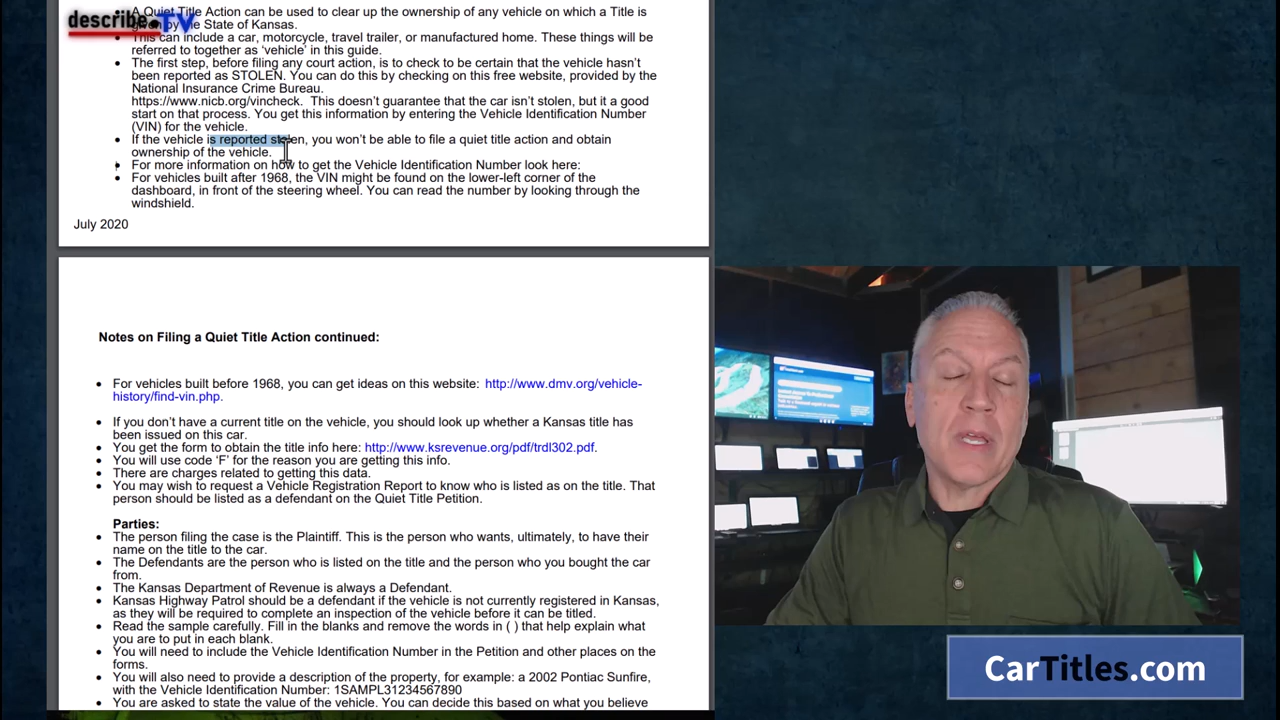 A Quiet Title Action can be used to clear up the ownership of any vehicle on which a Title is
given by the State of Kansas.
describe.TV
This can include a car, motorcycle, travel trailer, or manufactured home. These things will be
referred to together as ‘vehicle’ in this guide.
The first step, before filing any court action, is to check to be certain that the vehicle hasn’t
been reported as STOLEN. You can do this by checking on this free website, provided by the
National Insurance Crime Bureau.
https://www.nicb.org/vincheck. This doesn’t guarantee that the car isn’t stolen, but it a good
start on that process. You get this information by entering the Vehicle Identification Number
(VIN) for the vehicle.
If the vehicle is reported stolen, you won’t be able to file a quiet title action and obtain
ownership of the vehicle.
For more information on how to get the Vehicle Identification Number look here:
For vehicles built after 1968, the VIN might be found on the lower-left corner of the
dashboard, in front of the steering wheel. You can read the number by looking through the
windshield.
July 2020
Notes on Filing a Quiet Title Action continued:
For vehicles built before 1968, you can get ideas on this website: http://www.dmv.org/vehicle-
history/find-vin.php.
If you don’t have a current title on the vehicle, you should look up whether a Kansas title has
been issued on this car.
You get the form to obtain the title info here: http://www.ksrevenue.org/pdf/trdl302.pdf.
You will use code ‘F’ for the reason you are getting this info.
There are charges related to getting this data.
You may wish to request a Vehicle Registration Report to know who is listed as on the title. That
person should be listed as a defendant on the Quiet Title Petition.
Parties:
The person filing the case is the Plaintiff. This is the person who wants, ultimately, to have their
name on the title to the car.
The Defendants are the person who is listed on the title and the person who you bought the car
from.
The Kansas Department of Revenue is always a Defendant.
Kansas Highway Patrol should be a defendant if the vehicle is not currently registered in Kansas,
as they will be required to complete an inspection of the vehicle before it can be titled.
Read the sample carefully. Fill in the blanks and remove the words in ( ) that help explain what
you are to put in each blank.
You will need to include the Vehicle Identification Number in the Petition and other places on the
forms.
You will also need to provide a description of the property, for example: a 2002 Pontiac Sunfire,
with the Vehicle Identification Number: 1SAMPL31234567890
You are asked to state the value of the vehicle. You can decide this based on what you believe
CarTitles.com